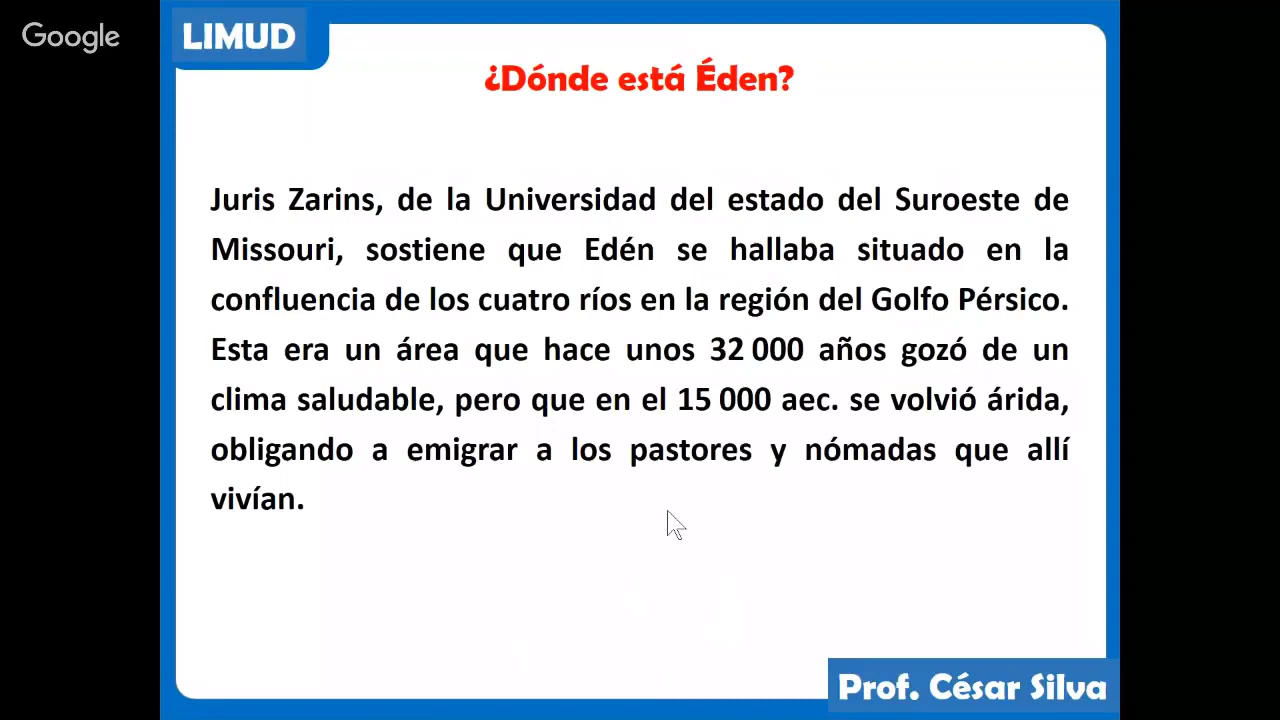 Google
LIMUD
¿Dónde está Éden?
Juris Zarins, de la Universidad del estado del Suroeste de
Missouri, sostiene que Edén se hallaba situado en la
confluencia de los cuatro ríos en la región del Golfo Pérsico.
Esta era un área que hace unos 32 000 años gozó de un
clima saludable, pero que en el 15 000 aec. se volvió árida,
obligando a emigrar a los pastores y nómadas que allí
vivían.
Prof. César Silva